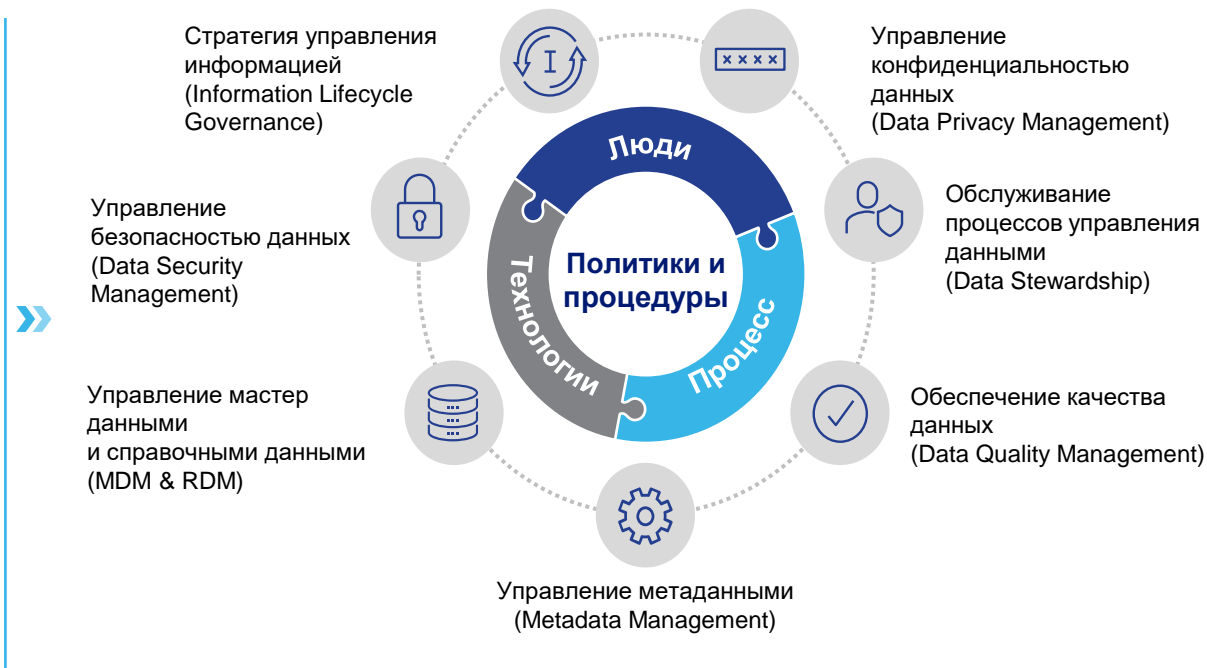 Стратегия управления
информацией
(Information Lifecycle
Governance)
I
x x x x
Управление
конфиденциальностью
данных
(Data Privacy Management)
Люди
Управление
безопасностью данных
(Data Security
Management)
Обслуживание
процессов управления
данными
(Data Stewardship)
Политики и
процедуры
Технологии
Процесс
Управление мастер
данными
и справочными данными
(MDM & RDM)
Обеспечение качества
данных
(Data Quality Management)
Управление метаданными
(Metadata Management)